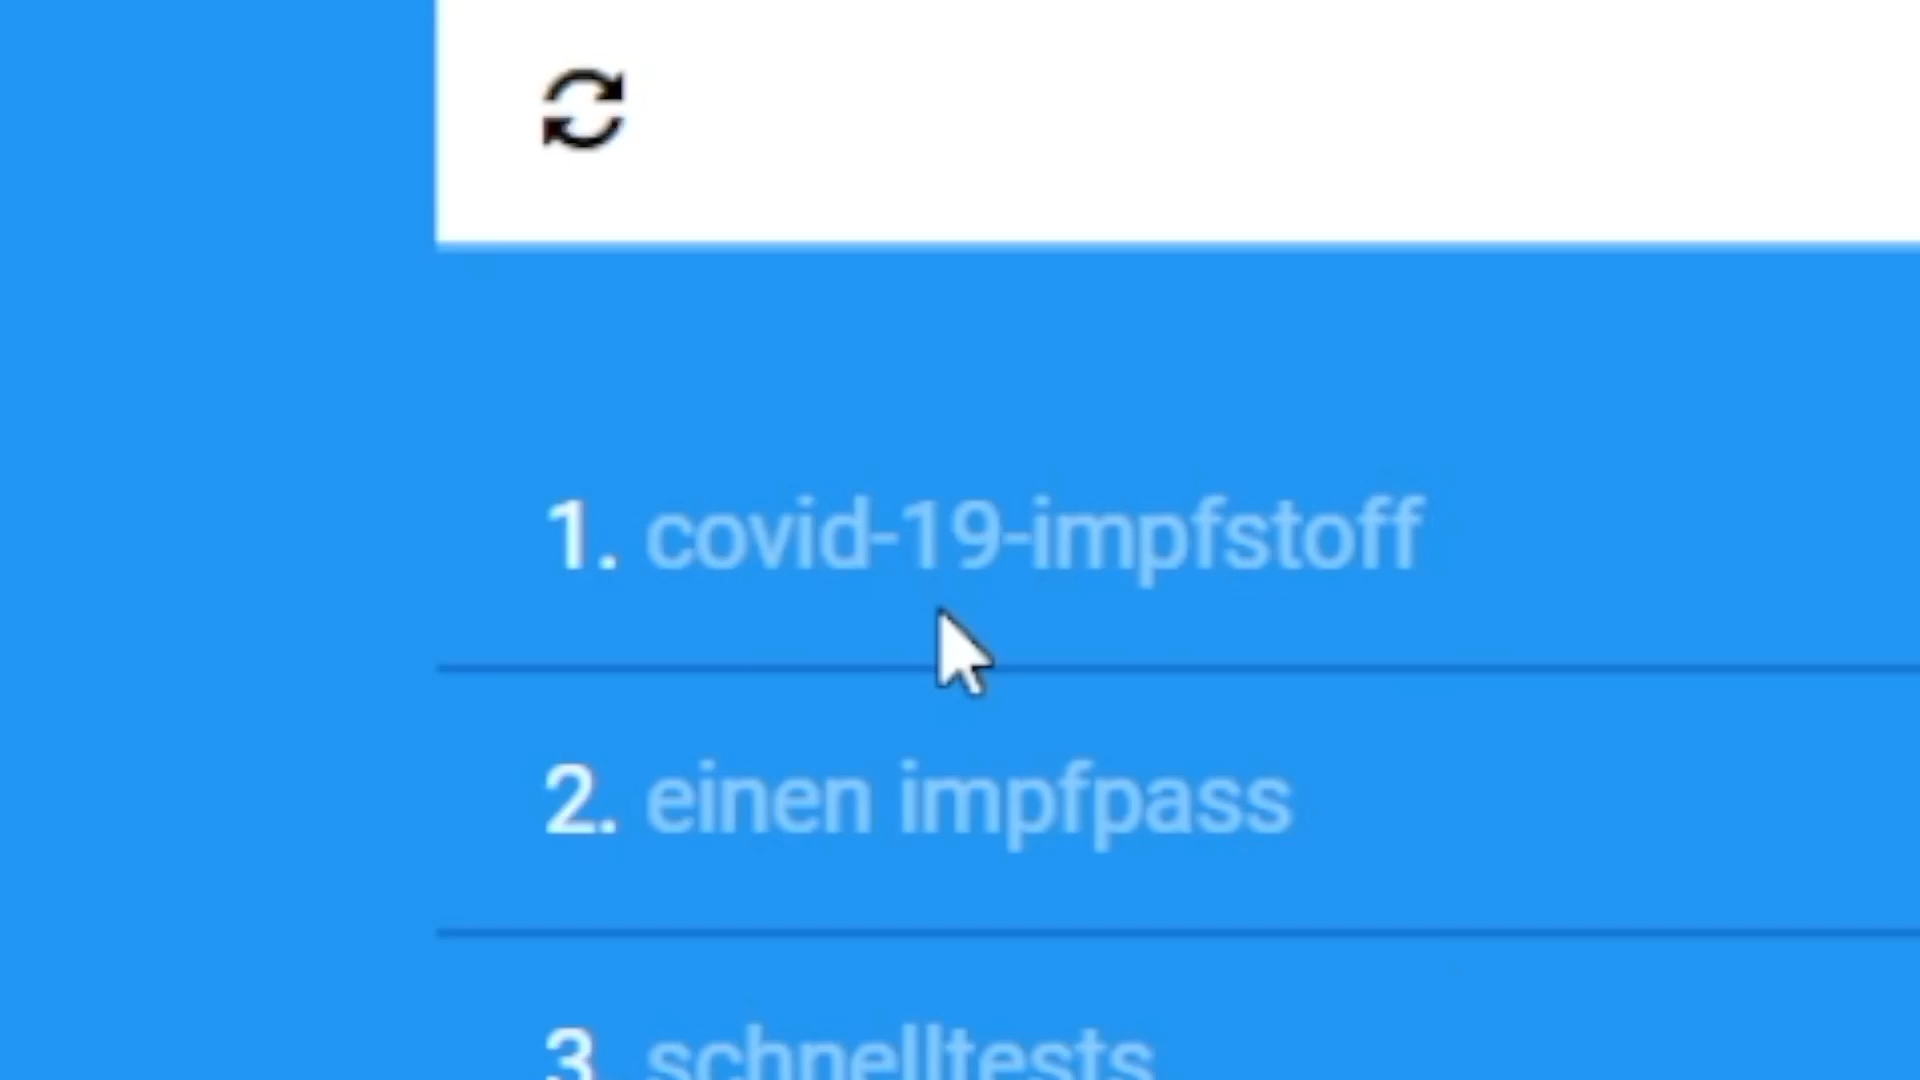 1. covid-19-impfstoff
2. einen impfpass
3. schnelltests